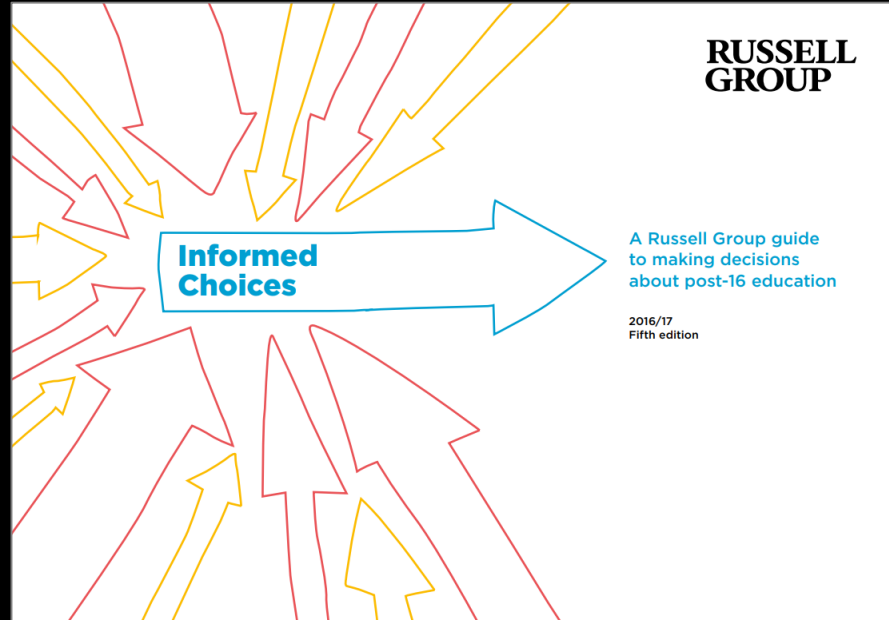 RUSSELL
GROUP
Informed
Choices
A Russell Group guide
to making decisions
about post-16 education
2016/17
Fifth edition